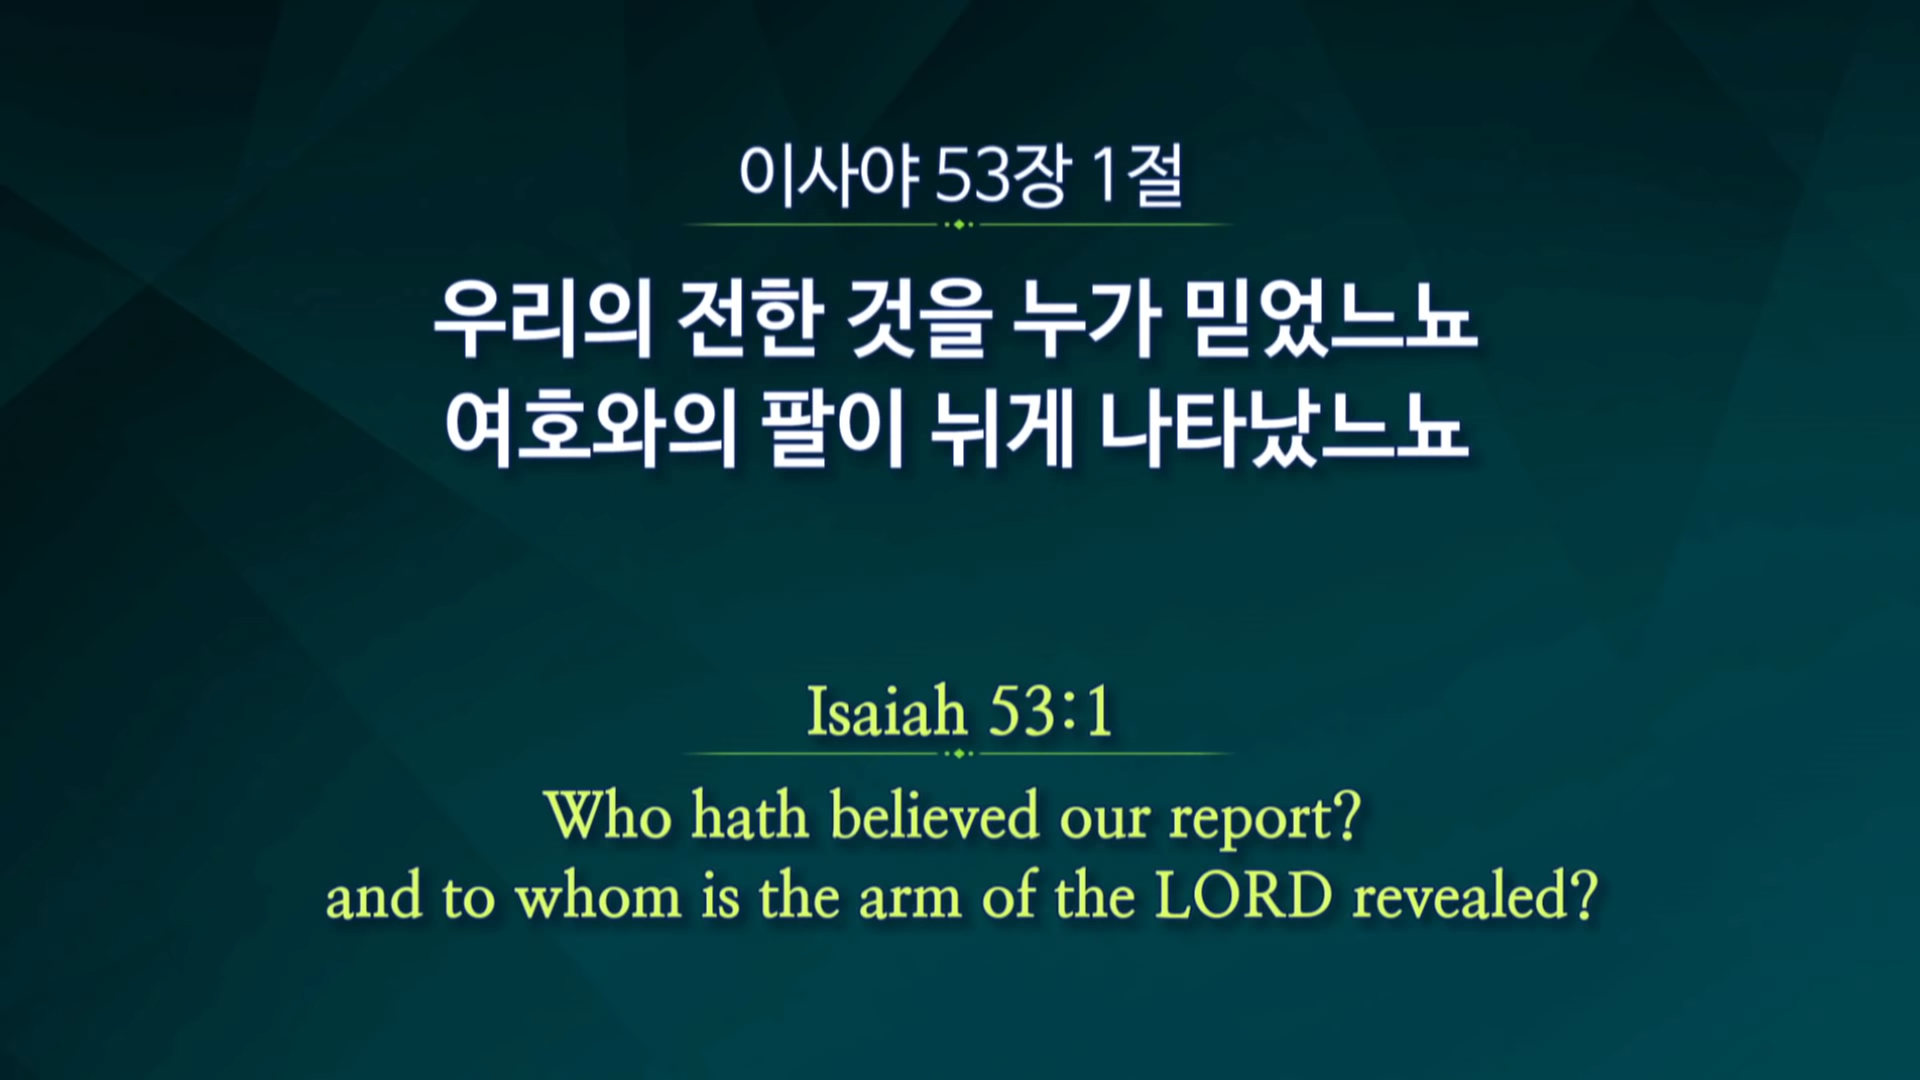 이사야 53장 1절
우리의 전한 것을 누가 믿었느뇨
여호와의 팔이 뉘게 나타났느뇨
Isaiah 53:1
Who hath believed our report?
and to whom is the arm of the LORD revealed?